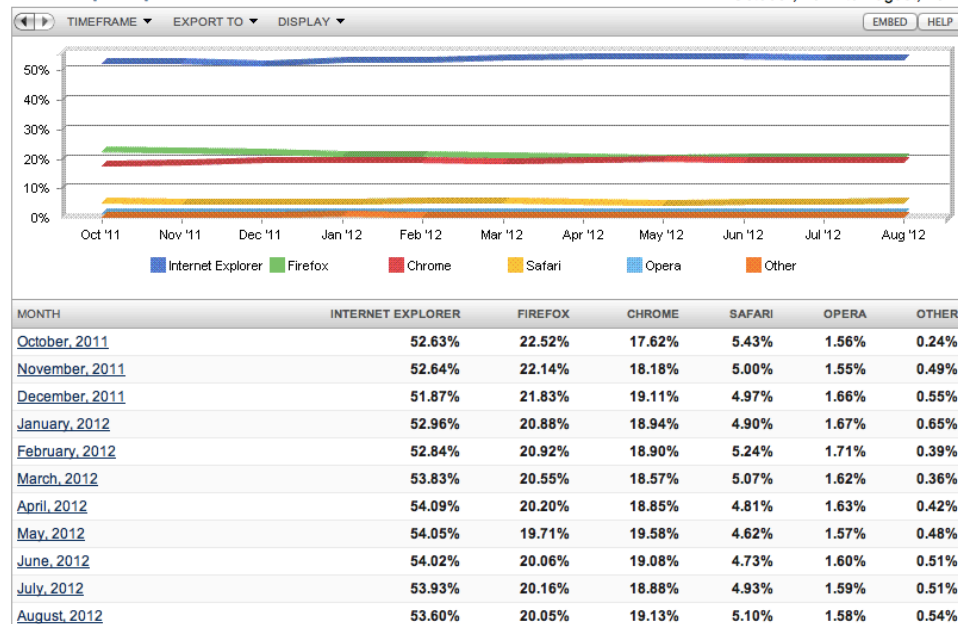 TIMEFRAME EXPORT TO DISPLAY EMBED HELP
50%
40%
30%
20%
10%
0%
Oct '11 Nov '11 Dec '11 Jan '12 Feb '12 Mar '12 Apr '12 May '12 Jun '12 Jul '12 Aug '12
Internet Explorer Firefox Chrome Safari Opera Other
MONTH INTERNET EXPLORER FIREFOX CHROME SAFARI OPERA OTHER
October, 2011 52.63% 22.52% 17.62% 5.43% 1.56% 0.24%
November, 2011 52.64% 22.14% 18.18% 5.00% 1.55% 0.49%
December, 2011 51.87% 21.83% 19.11% 4.97% 1.66% 0.55%
January, 2012 52.96% 20.88% 18.94% 4.90% 1.67% 0.65%
February, 2012 52.84% 20.92% 18.90% 5.24% 1.71% 0.39%
March, 2012 53.83% 20.55% 18.57% 5.07% 1.62% 0.36%
April, 2012 54.09% 20.20% 18.85% 4.81% 1.63% 0.42%
May, 2012 54.05% 19.71% 19.58% 4.62% 1.57% 0.48%
June, 2012 54.02% 20.06% 19.08% 4.73% 1.60% 0.51%
July, 2012 53.93% 20.16% 18.88% 4.93% 1.59% 0.51%
August, 2012 53.60% 20.05% 19.13% 5.10% 1.58% 0.54%